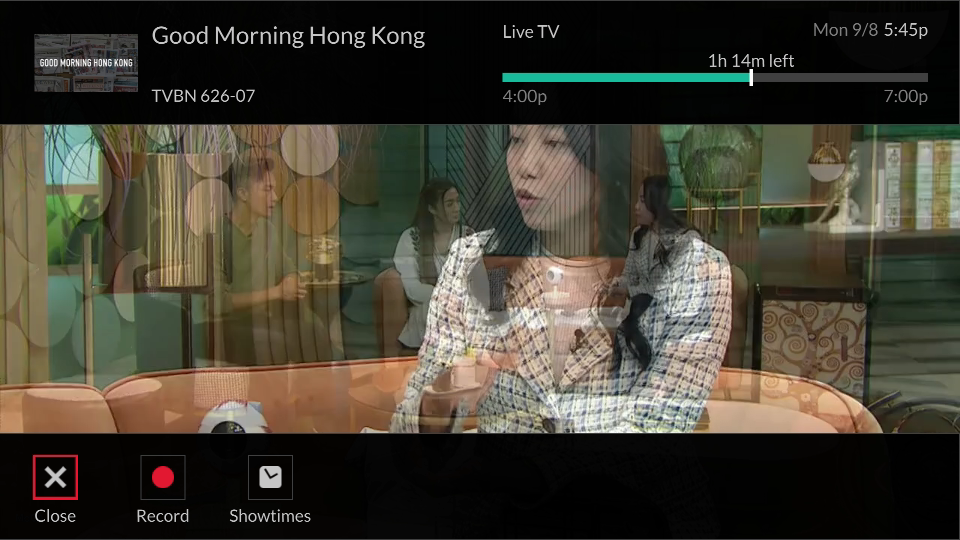 Good Morning Hong Kong
GOOD MORNING HONG KONG
TVBN 626-07
Live TV
Mon 9/8 5:45p
1h 14m left
4:00p
7:00p
Close
Record
Showtimes